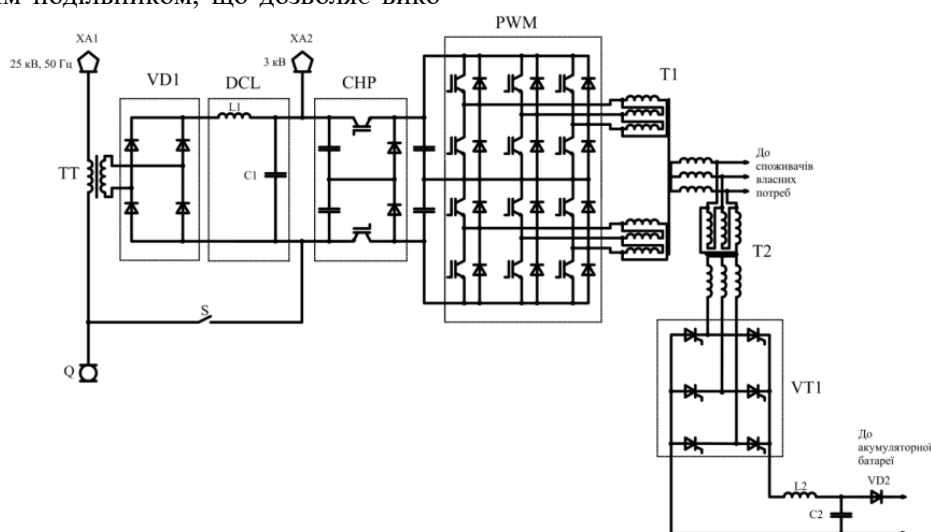 м подільником, що дозволяє вико-
PWM
XA1
XA2
25 кВ, 50 Гц
3 кВ
VD1
DCL
CHP
T1
L1
До
споживачів
власних
потреб
TT
C1
T2
S
Q
VT1
До
акумуляторної
батареї
L2
VD2
C2